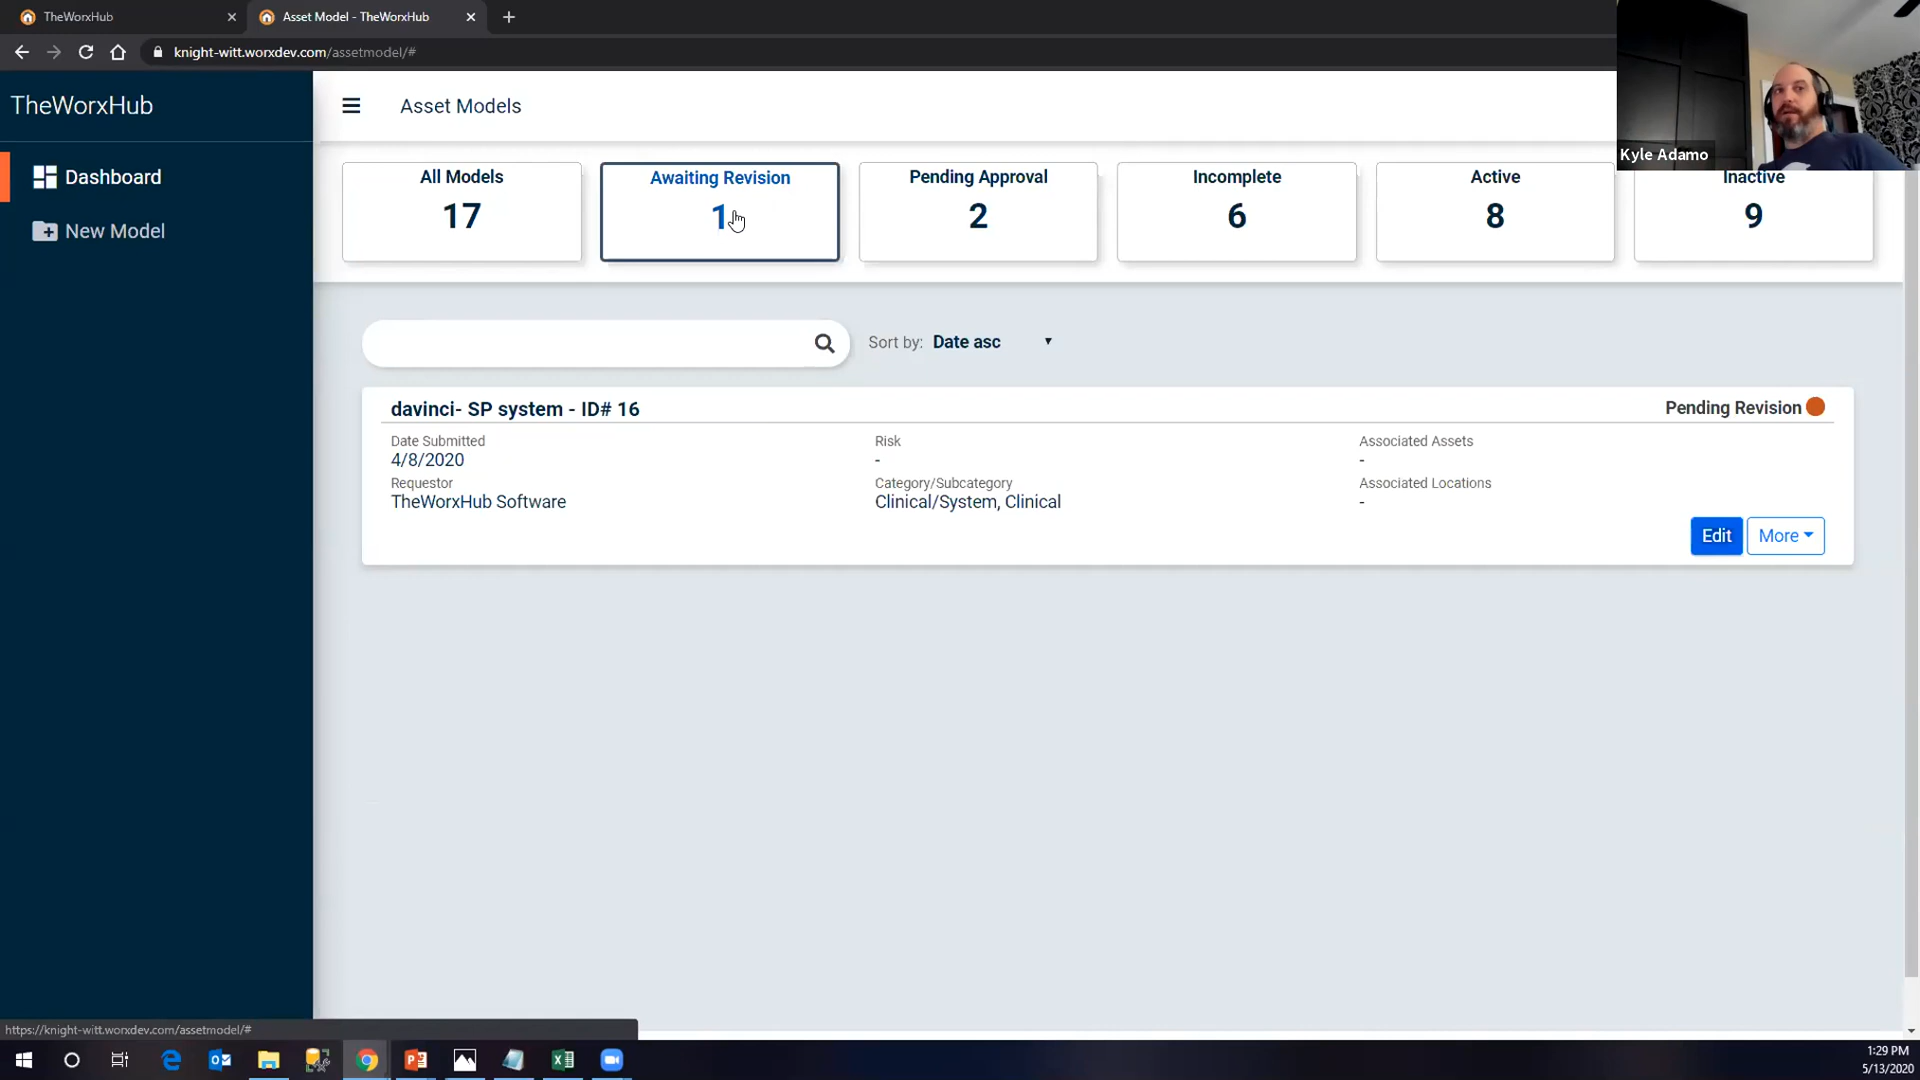 TheWorxHub
Asset Model - TheWorxHub
knight-witt.worxdev.com/assetmodel/#
TheWorxHub
Asset Models
Kyle Adamo
Dashboard
New Model
All Models
17
Awaiting Revision
1
Pending Approval
2
Incomplete
6
Active
8
Inactive
9
Sort by: Date asc
davinci- SP system - ID# 16
Pending Revision
Date Submitted
4/8/2020
Risk
-
Associated Assets
-
Requestor
TheWorxHub Software
Category/Subcategory
Clinical/System, Clinical
Associated Locations
-
Edit
More
https://knight-witt.worxdev.com/assetmodel/#
1:29 PM
5/13/2020